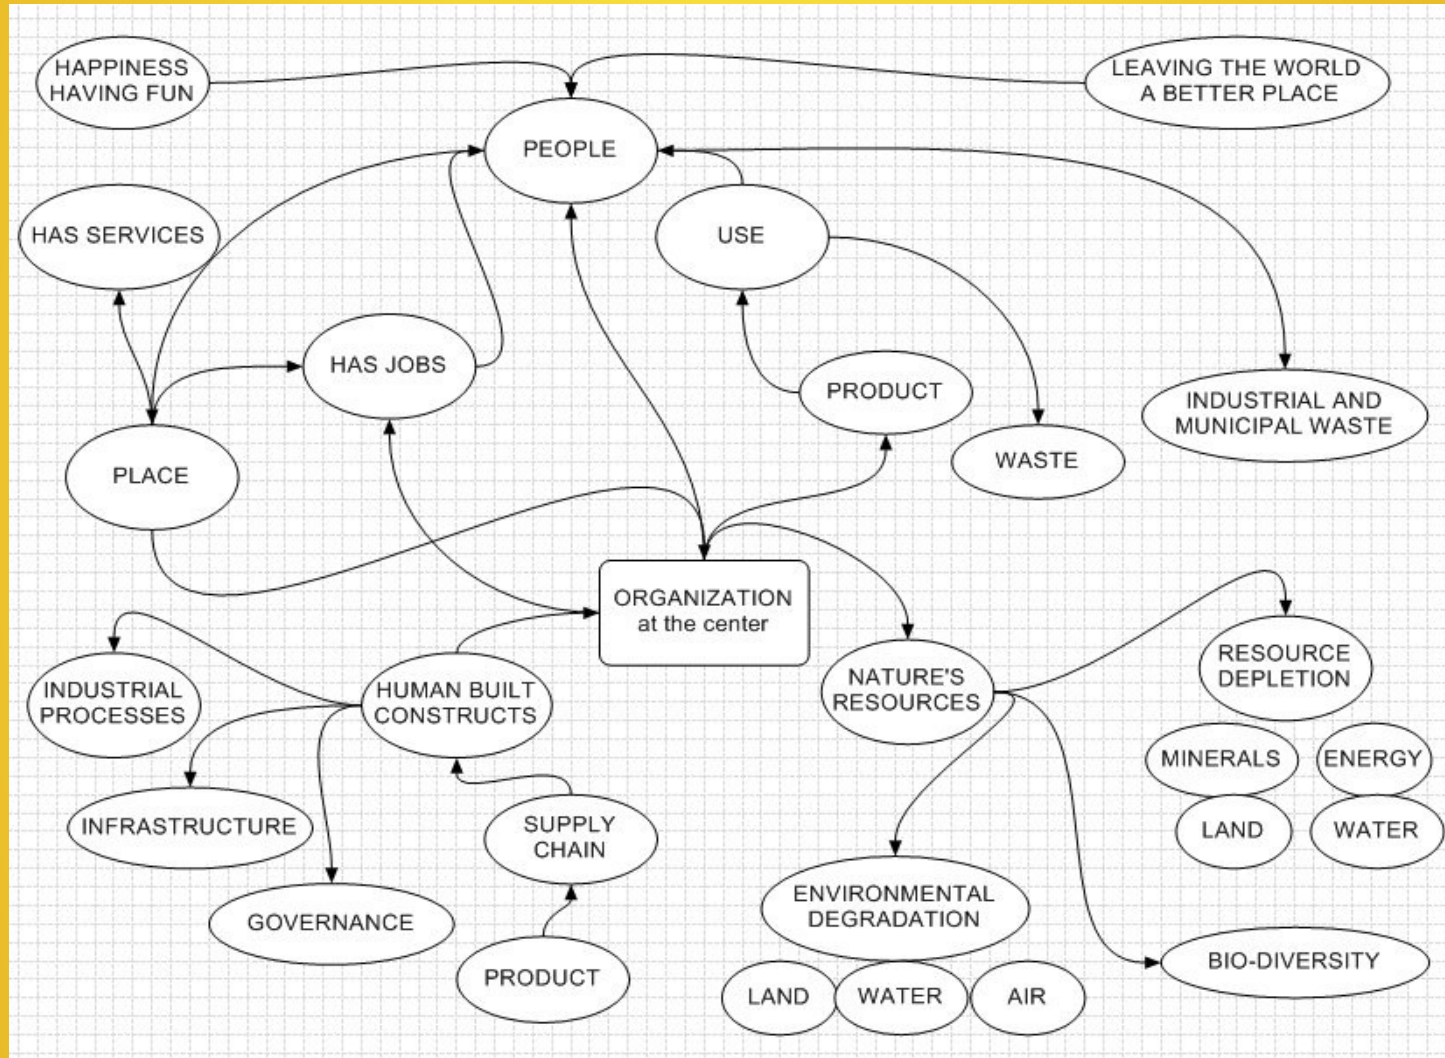 HAPPINESS
HAVING FUN
LEAVING THE WORLD
A BETTER PLACE
PEOPLE
HAS SERVICES
USE
HAS JOBS
PRODUCT
INDUSTRIAL AND
MUNICIPAL WASTE
PLACE
WASTE
ORGANIZATION
at the center
INDUSTRIAL
PROCESSES
HUMAN BUILT
CONSTRUCTS
NATURE'S
RESOURCES
RESOURCE
DEPLETION
MINERALS
ENERGY
LAND
WATER
INFRASTRUCTURE
SUPPLY
CHAIN
GOVERNANCE
PRODUCT
ENVIRONMENTAL
DEGRADATION
LAND
WATER
AIR
BIO-DIVERSITY